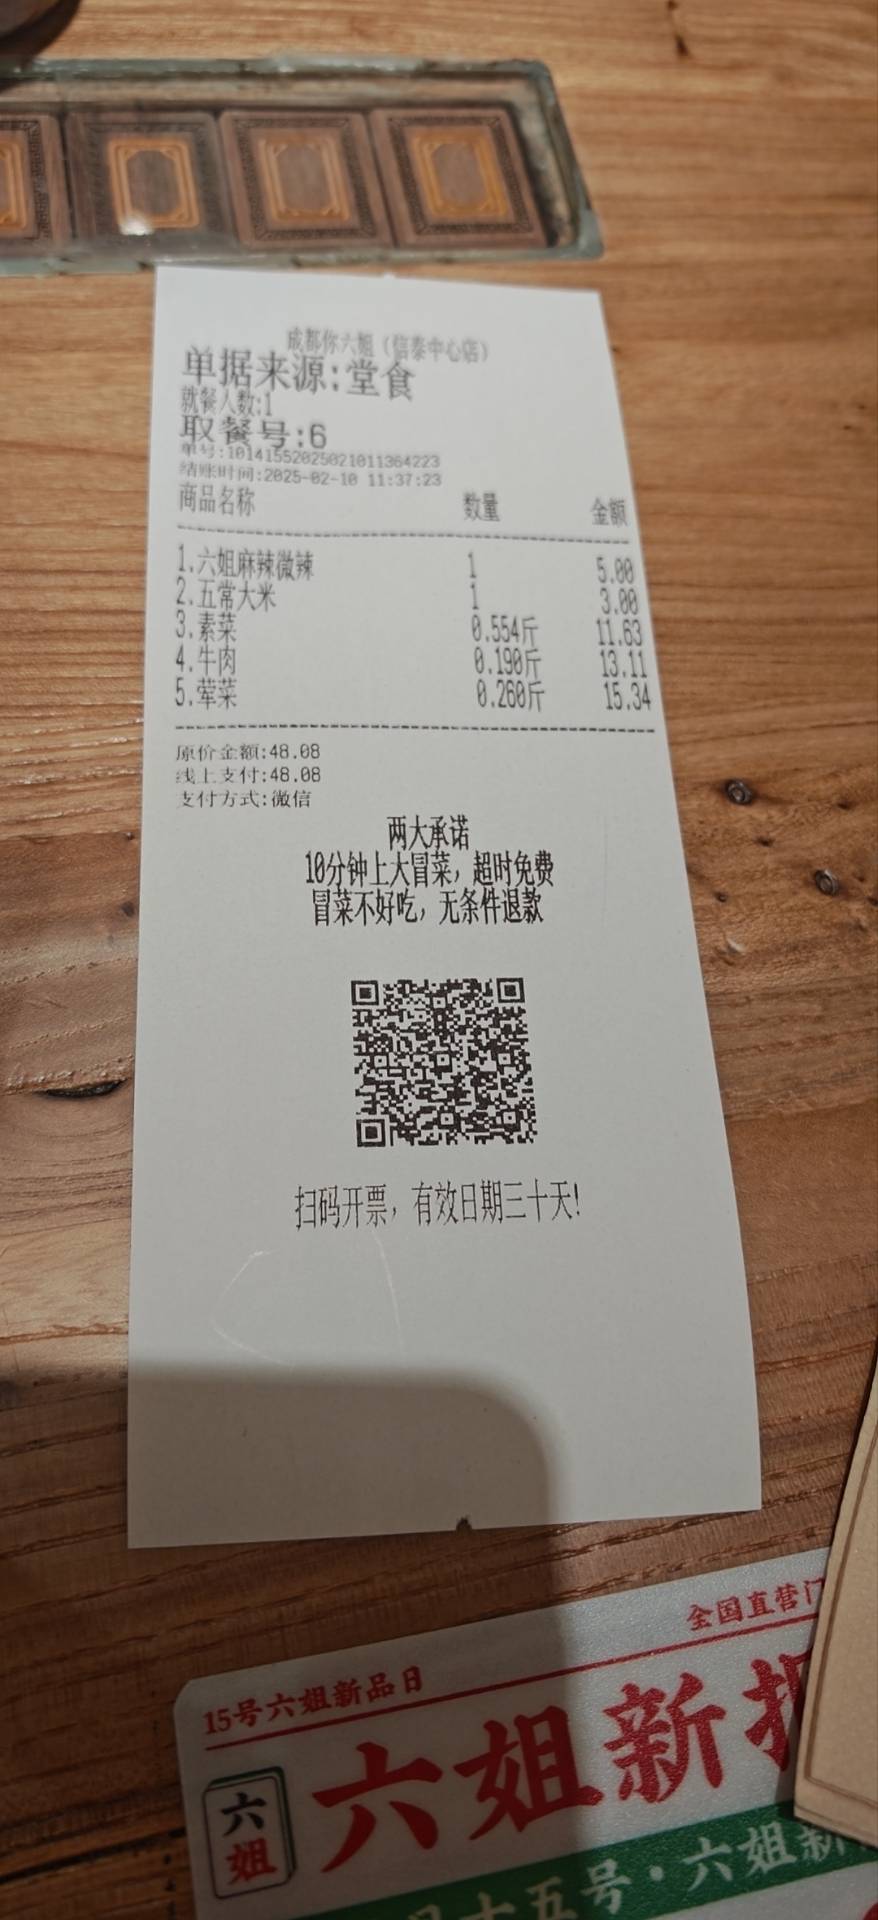 成都你六姐（信泰中心店）
单据来源:堂食
就餐人数:1
取餐号:6
单号:10141552025021011364223
结账时间:2025-02-10 11:37:23
商品名称 数量 金额
1.六姐麻辣微辣 1 5.00
2.五常大米 1 3.00
3.素菜 0.554斤 11.63
4.牛肉 0.190斤 13.11
5.荤菜 0.260斤 15.34
原价金额:48.08
线上支付:48.08
支付方式:微信
两大承诺
10分钟上大冒菜，超时免费
冒菜不好吃，无条件退款
扫码开票，有效日期三十天!
全国直营门
15号六姐新品日
六姐新
六姐
十五号·六姐新